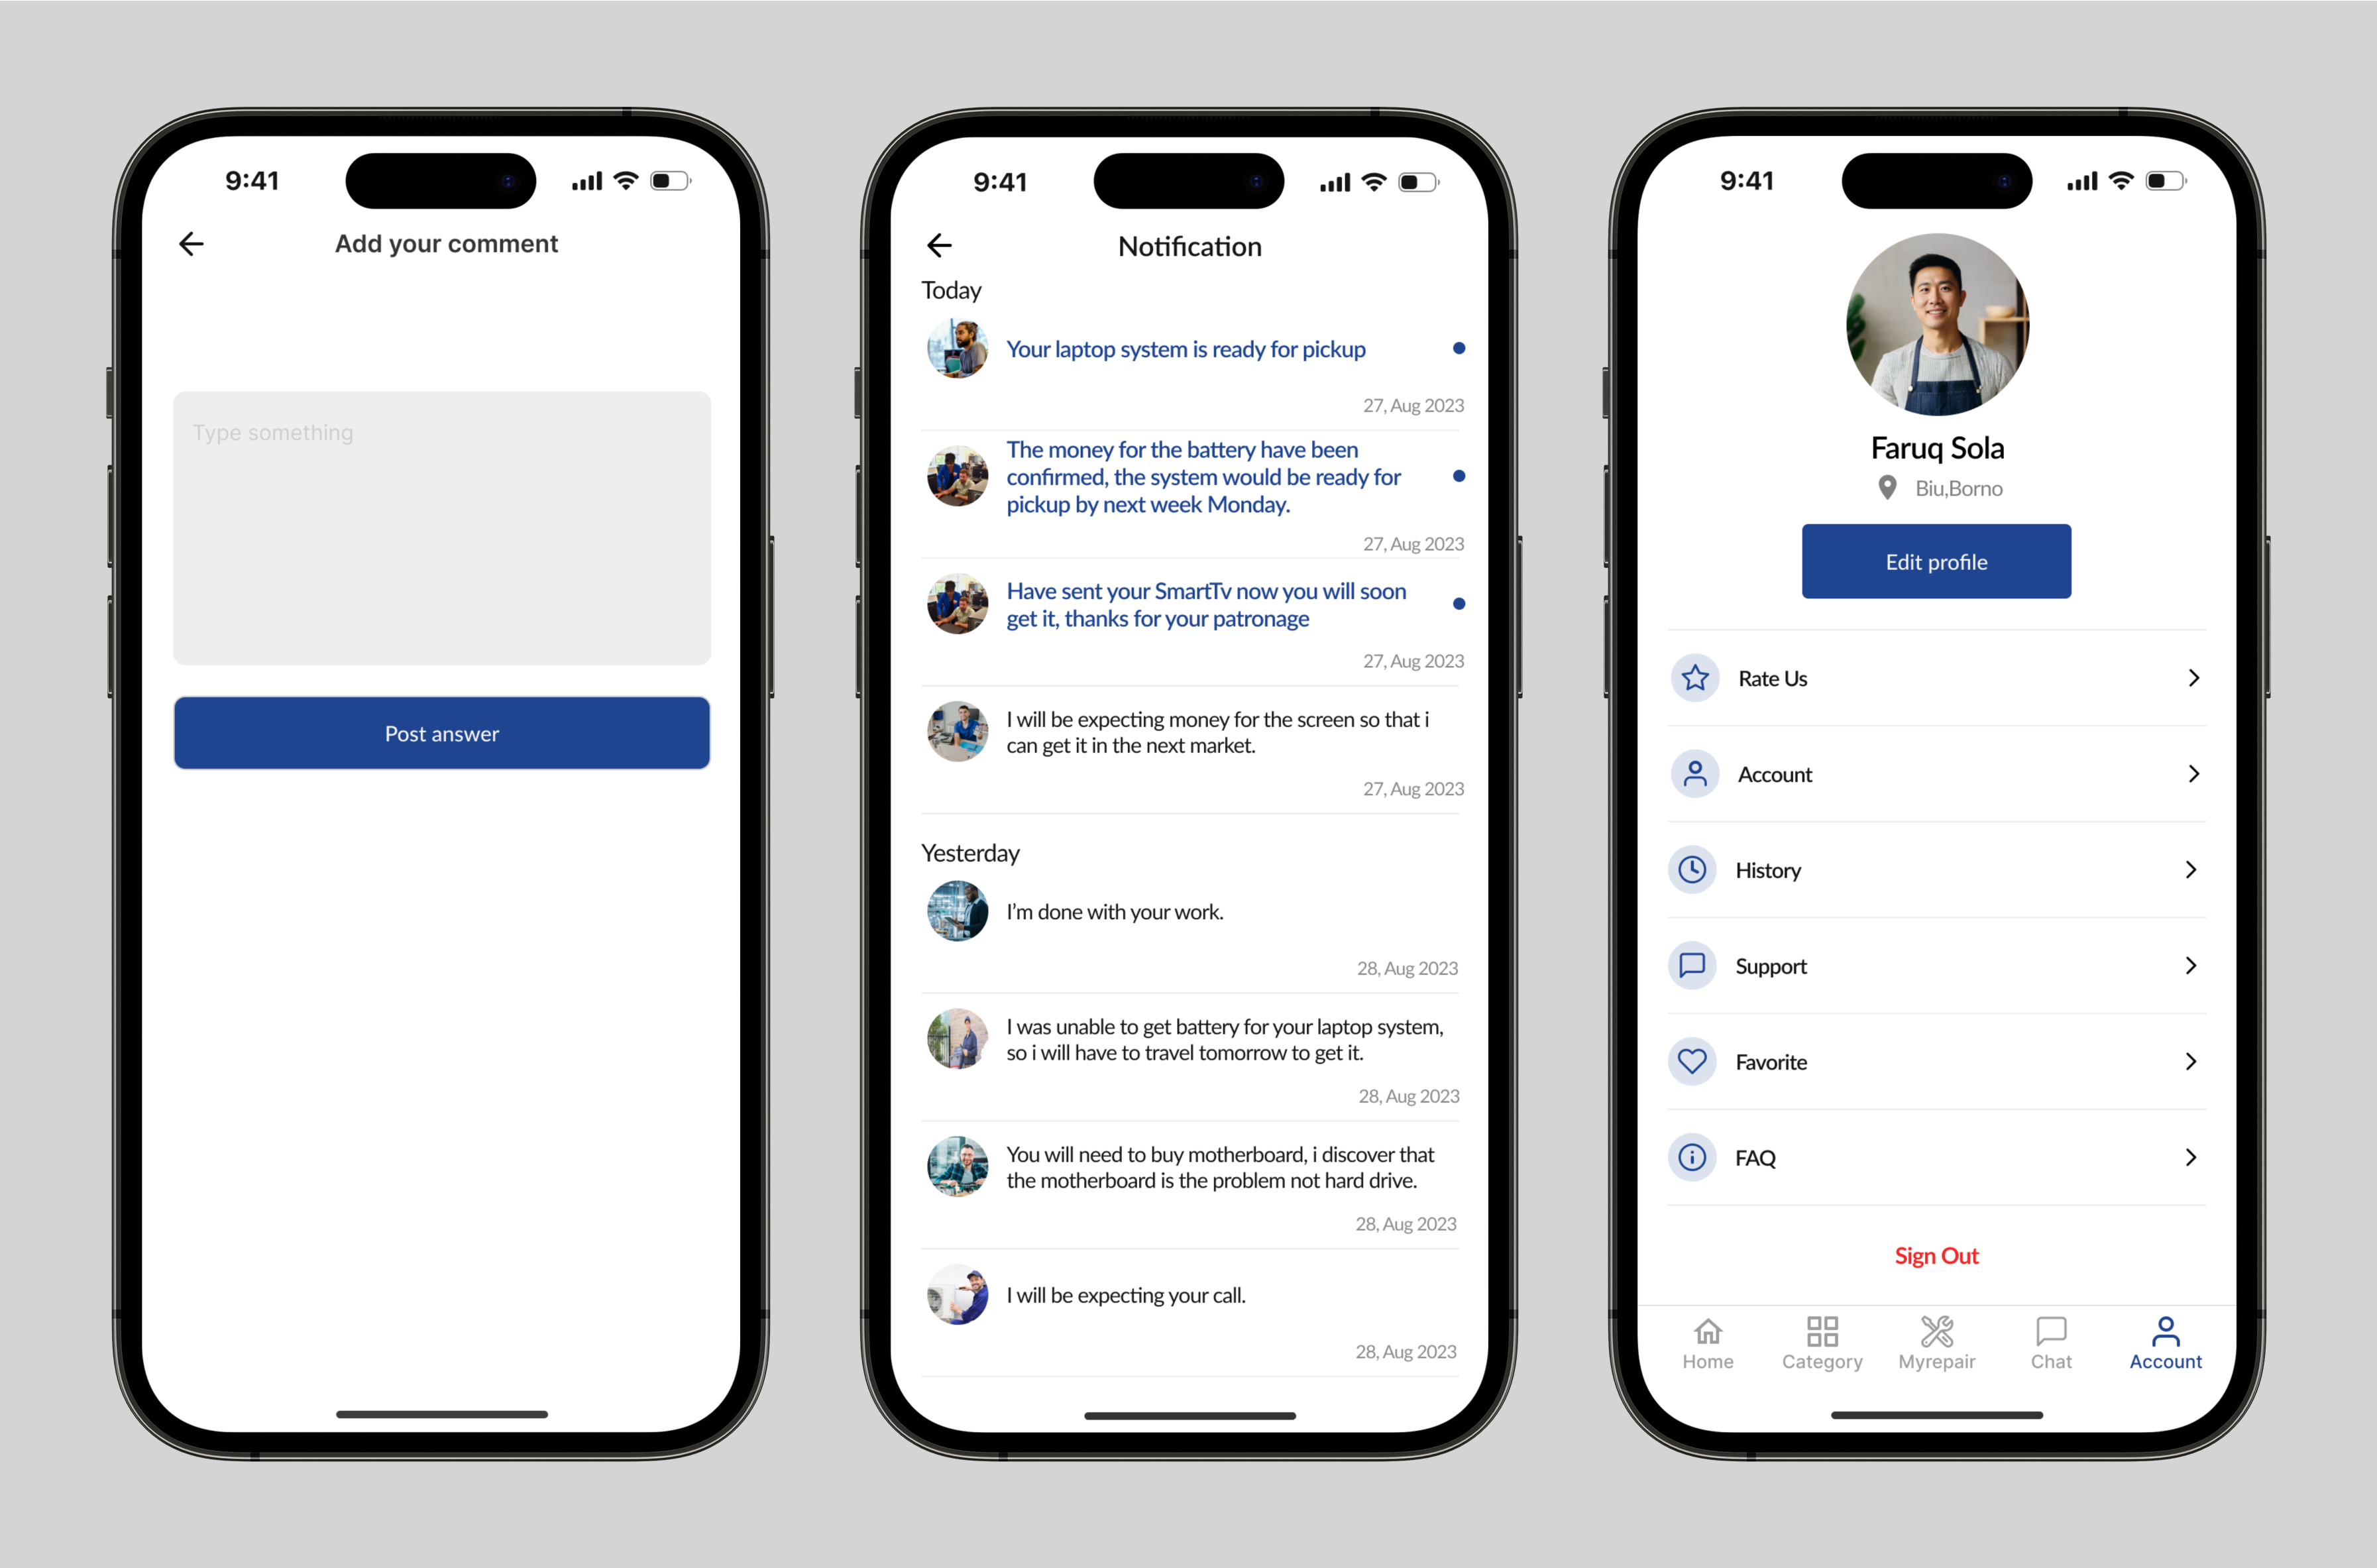 9:41
Add your comment
Type something
Post answer
9:41
Notification
Today
Your laptop system is ready for pickup
27, Aug 2023
The money for the battery have been
confirmed, the system would be ready for
pickup by next week Monday.
27, Aug 2023
Have sent your SmartTv now you will soon
get it, thanks for your patronage
27, Aug 2023
I will be expecting money for the screen so that i
can get it in the next market.
27, Aug 2023
Yesterday
I'm done with your work.
28, Aug 2023
I was unable to get battery for your laptop system,
so i will have to travel tomorrow to get it.
28, Aug 2023
You will need to buy motherboard, i discover that
the motherboard is the problem not hard drive.
28, Aug 2023
I will be expecting your call.
28, Aug 2023
9:41
Faruq Sola
Biu,Borno
Edit profile
Rate Us
Account
History
Support
Favorite
FAQ
Sign Out
Home Category Myrepair Chat Account